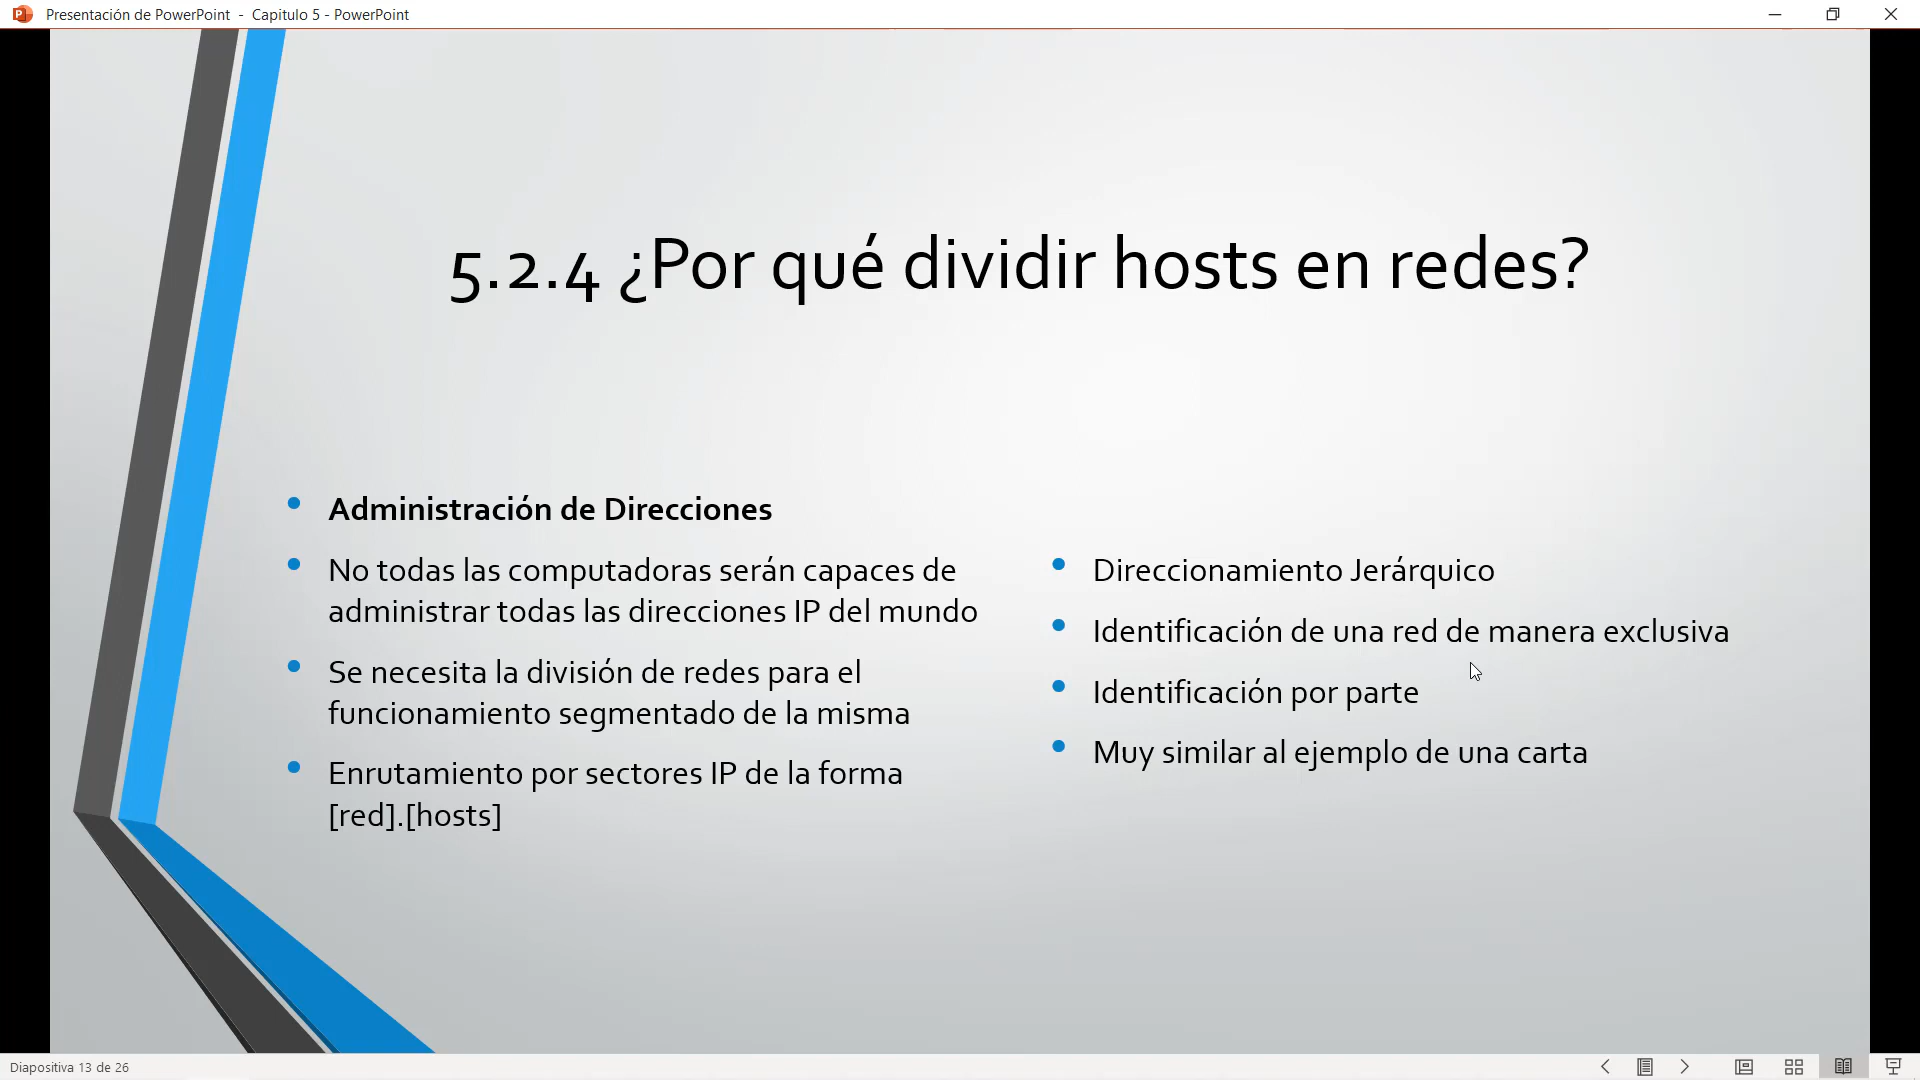 Presentación de PowerPoint - Capitulo 5 - PowerPoint
5.2.4 ¿Por qué dividir hosts en redes?
• Administración de Direcciones
• No todas las computadoras serán capaces de
administrar todas las direcciones IP del mundo
• Se necesita la división de redes para el
funcionamiento segmentado de la misma
• Enrutamiento por sectores IP de la forma
[red].[hosts]
• Direccionamiento Jerárquico
• Identificación de una red de manera exclusiva
• Identificación por parte
• Muy similar al ejemplo de una carta
Diapositiva 13 de 26